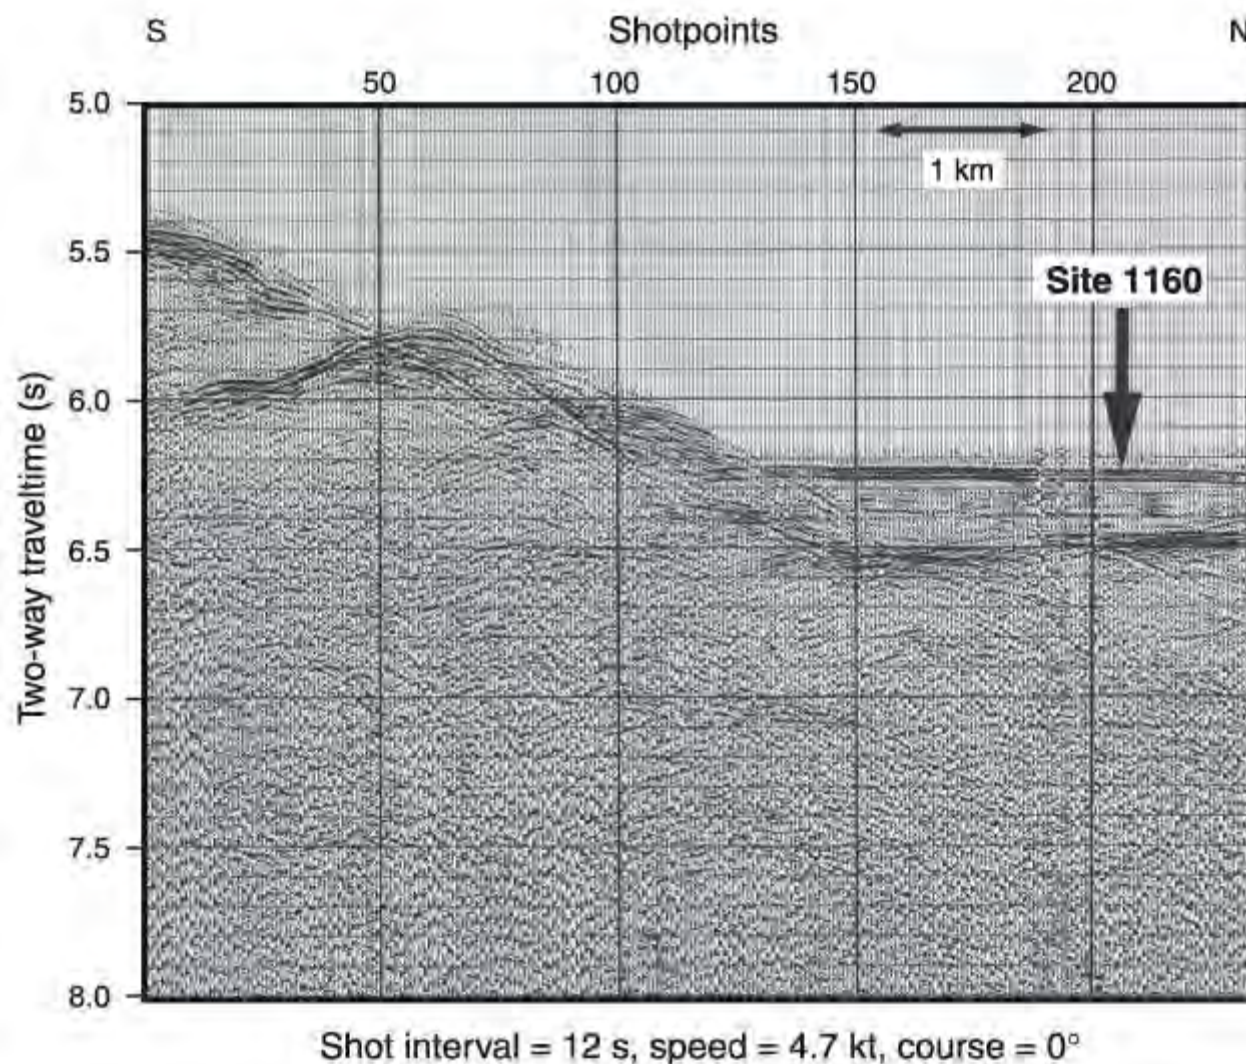 S Shotpoints N
50 100 150 200
5.0
1 km
5.5
Site 1160
6.0
6.5
7.0
7.5
8.0
Two-way traveltime (s)
Shot interval = 12 s, speed = 4.7 kt, course = 0°